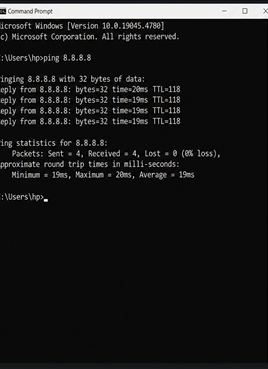 Command Prompt
icrosoft Windows [Version 10.0.19045.4780]
c) Microsoft Corporation. All rights reserved.
:\Users\hp>ping 8.8.8.8
inging 8.8.8.8 with 32 bytes of data:
eply from 8.8.8.8: bytes=32 time=20ms TTL=118
eply from 8.8.8.8: bytes=32 time=19ms TTL=118
eply from 8.8.8.8: bytes=32 time=19ms TTL=118
eply from 8.8.8.8: bytes=32 time=19ms TTL=118
ing statistics for 8.8.8.8:
Packets: Sent = 4, Received = 4, Lost = 0 (0% loss),
pproximate round trip times in milli-seconds:
Minimum = 19ms, Maximum = 20ms, Average = 19ms
:\Users\hp>